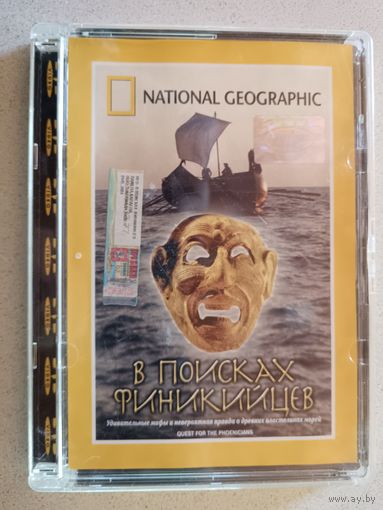 NATIONAL GEOGRAPHIC
В ПОИСКАХ
ФИНИКИЙЦЕВ
Удивительные мифы и невероятная правда о древних властелинах морей
QUEST FOR THE PHOENICIANS
www.ay.by